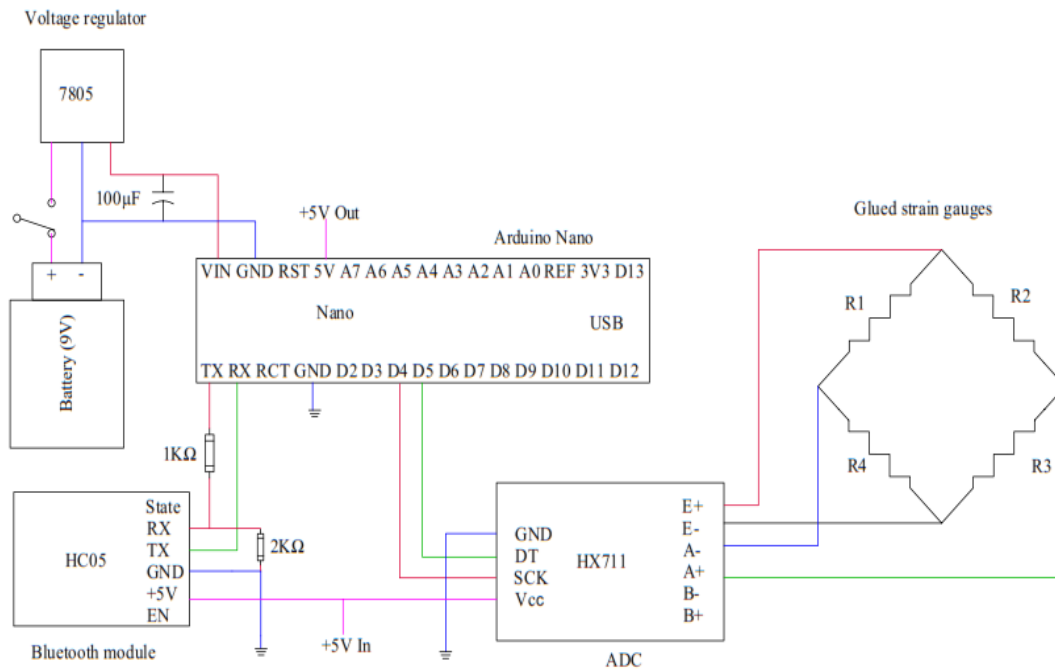 Voltage regulator
7805
100µF
+ -
Battery (9V)
+5V Out
Arduino Nano
VIN GND RST 5V A7 A6 A5 A4 A3 A2 A1 A0 REF 3V3 D13
Nano
USB
TX RX RCT GND D2 D3 D4 D5 D6 D7 D8 D9 D10 D11 D12
Glued strain gauges
R1
R2
R4
R3
1KΩ
2KΩ
HC05
State
RX
TX
GND
+5V
EN
Bluetooth module
+5V In
HX711
GND
DT
SCK
Vcc
E+
E-
A-
A+
B-
B+
ADC